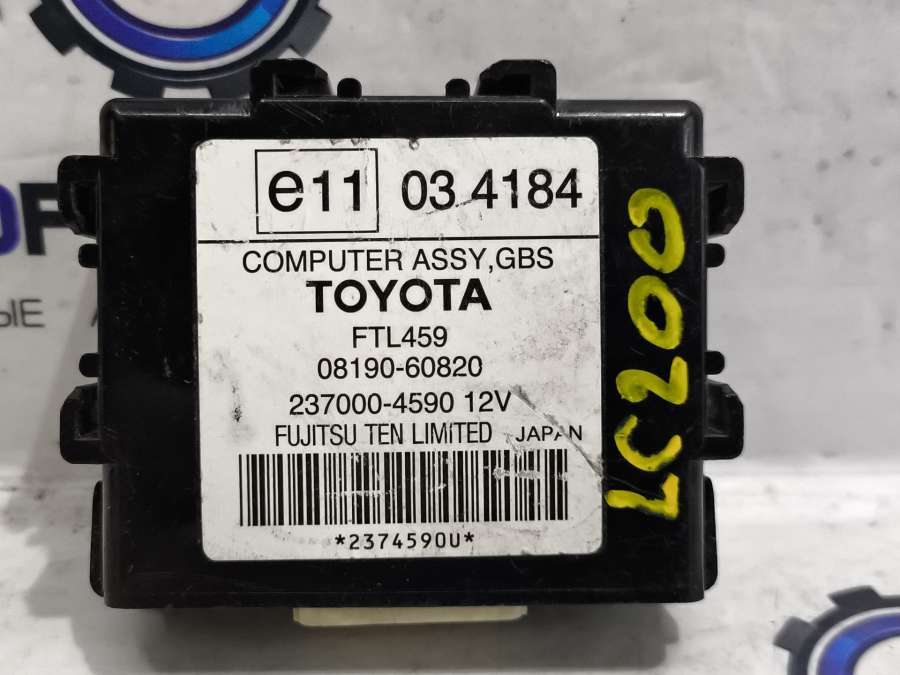 e11 03 4184
COMPUTER ASSY,GBS
TOYOTA
FTL459
08190-60820
237000-4590 12V
FUJITSU TEN LIMITED JAPAN
*2374590U*
LC200